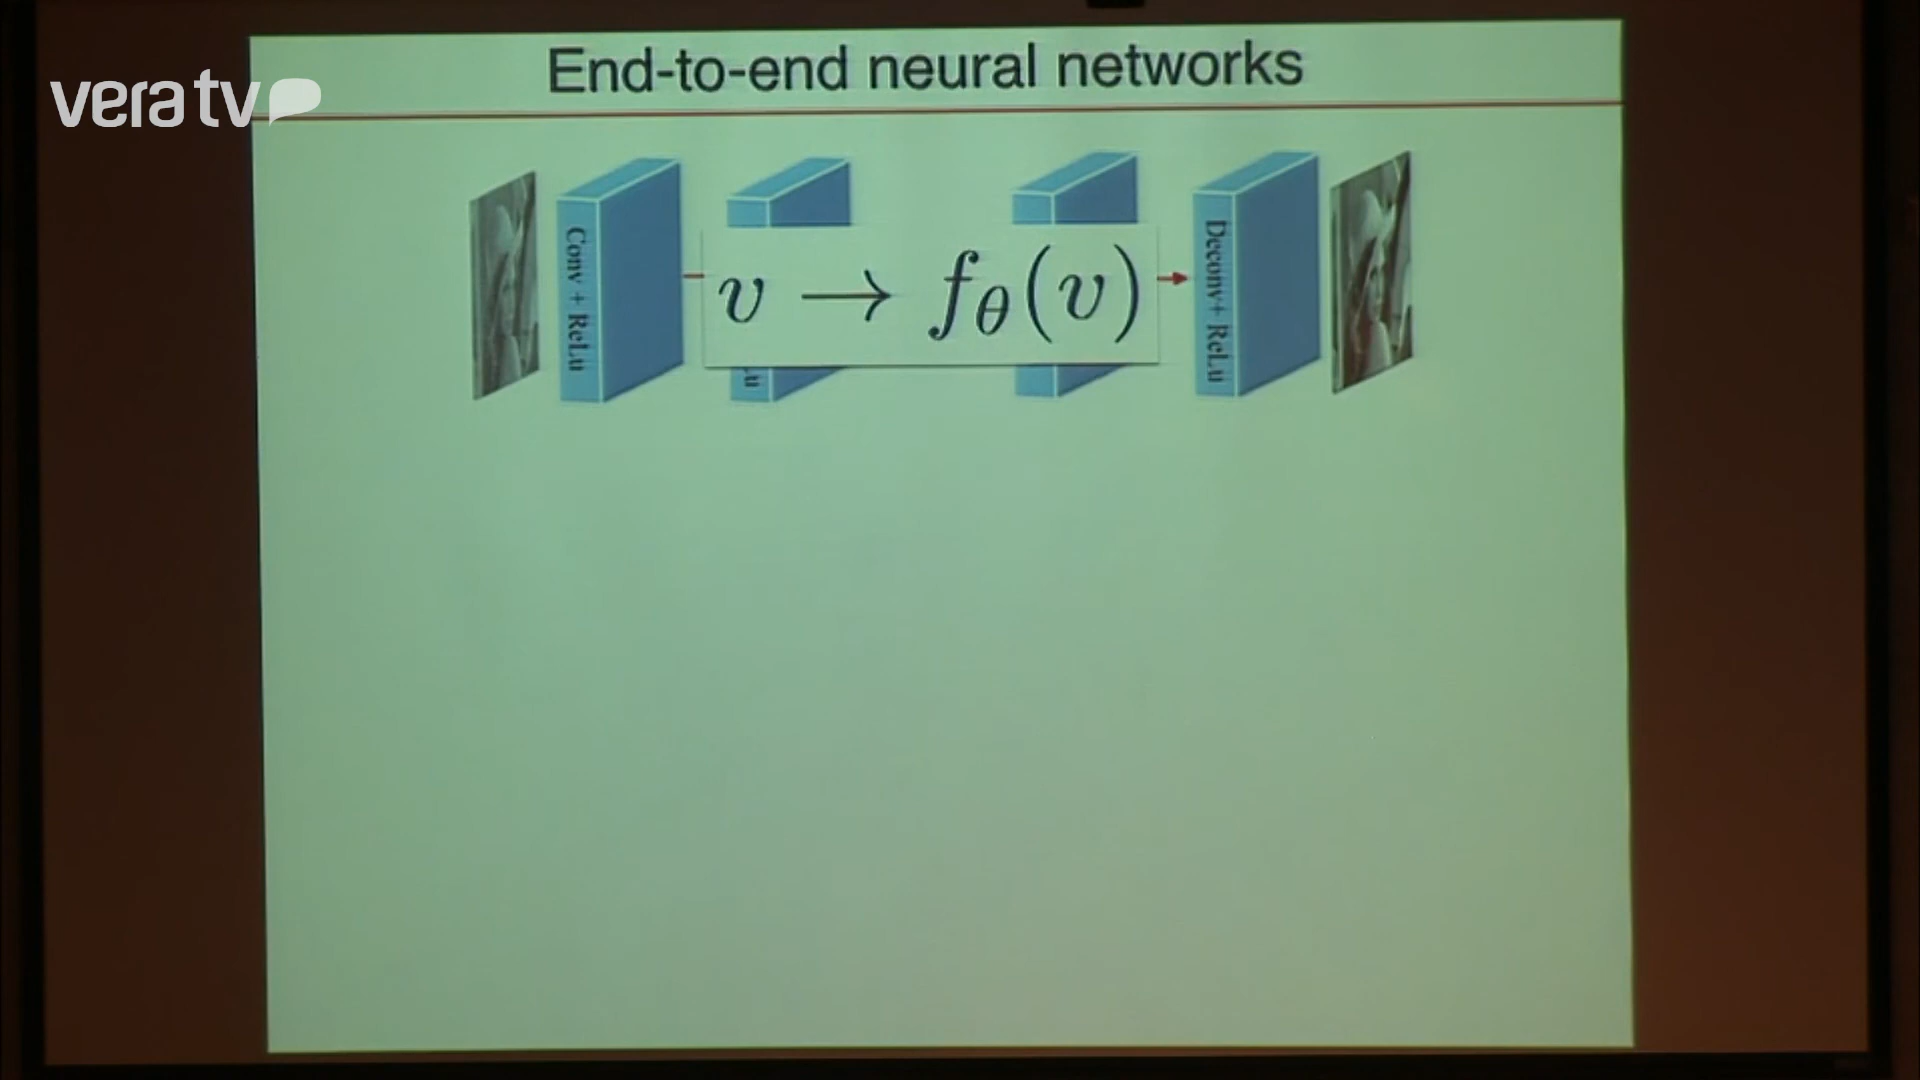 End-to-end neural networks
vera tv
Conv + ReLu
v → f_θ(v)
Deconv+ ReLu